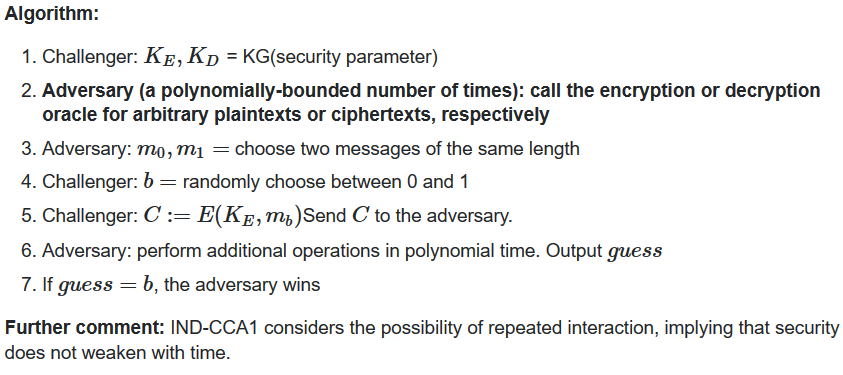 Algorithm:
1. Challenger: K_E, K_D = KG(security parameter)
2. Adversary (a polynomially-bounded number of times): call the encryption or decryption
oracle for arbitrary plaintexts or ciphertexts, respectively
3. Adversary: m_0, m_1 = choose two messages of the same length
4. Challenger: b = randomly choose between 0 and 1
5. Challenger: C := E(K_E, m_b)Send C to the adversary.
6. Adversary: perform additional operations in polynomial time. Output guess
7. If guess = b, the adversary wins
Further comment: IND-CCA1 considers the possibility of repeated interaction, implying that security
does not weaken with time.